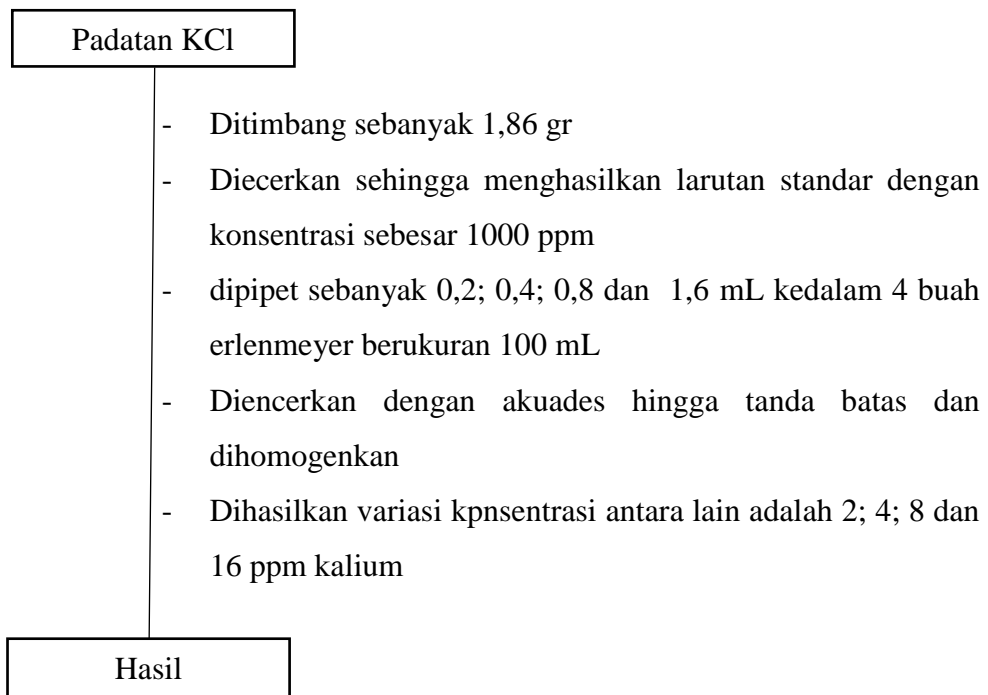 Padatan KCl
- Ditimbang sebanyak 1,86 gr
- Diecerkan sehingga menghasilkan larutan standar dengan
konsentrasi sebesar 1000 ppm
- dipipet sebanyak 0,2; 0,4; 0,8 dan 1,6 mL kedalam 4 buah
erlenmeyer berukuran 100 mL
- Diencerkan dengan akuades hingga tanda batas dan
dihomogenkan
- Dihasilkan variasi kpnsentrasi antara lain adalah 2; 4; 8 dan
16 ppm kalium
Hasil